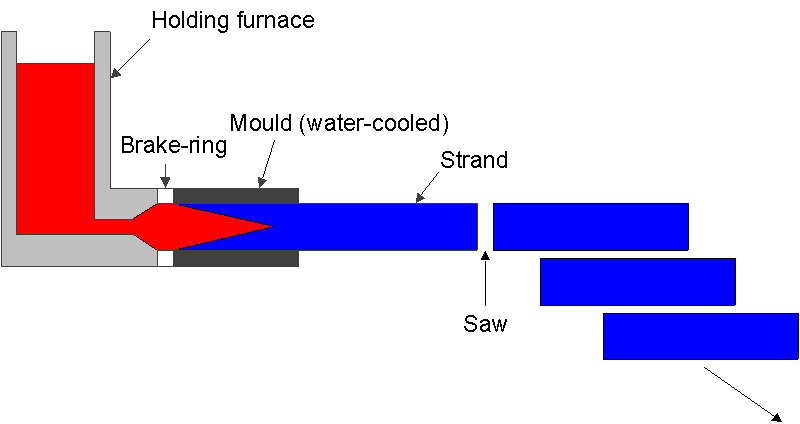 Holding furnace
Mould (water-cooled)
Brake-ring
Strand
Saw